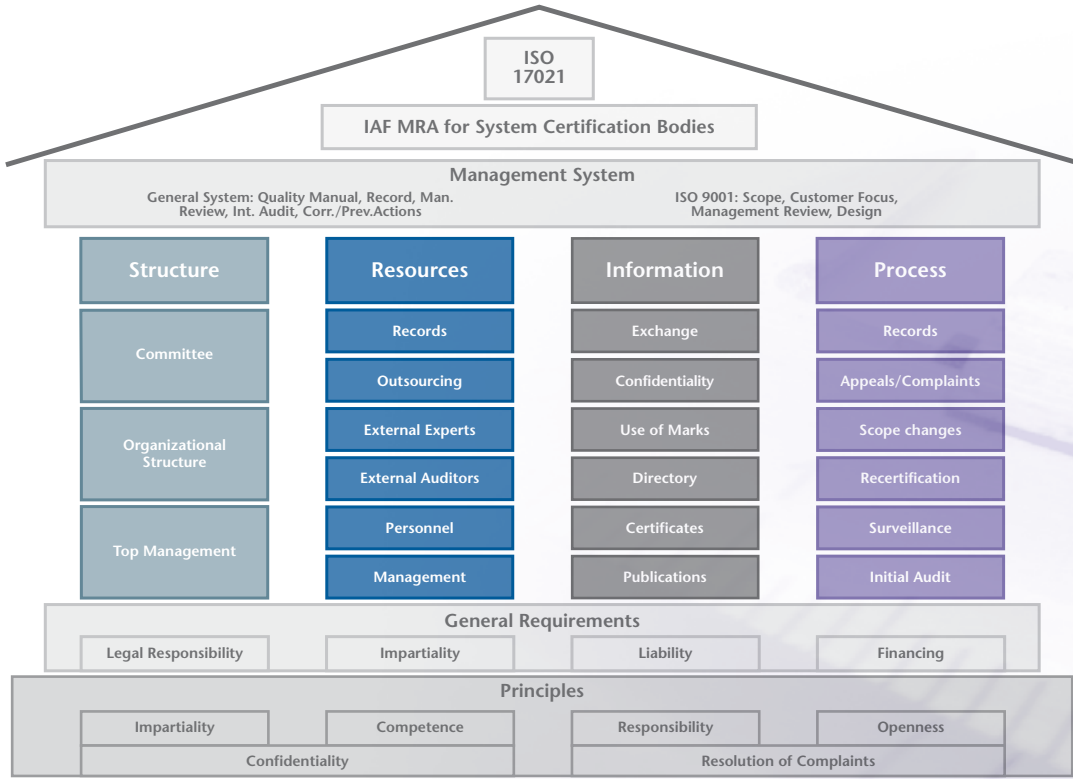 ISO
17021
IAF MRA for System Certification Bodies
Management System
General System: Quality Manual, Record, Man.
Review, Int. Audit, Corr./Prev.Actions
ISO 9001: Scope, Customer Focus,
Management Review, Design
Structure
Committee
Organizational
Structure
Top Management
Resources
Records
Outsourcing
External Experts
External Auditors
Personnel
Management
Information
Exchange
Confidentiality
Use of Marks
Directory
Certificates
Publications
Process
Records
Appeals/Complaints
Scope changes
Recertification
Surveillance
Initial Audit
General Requirements
Legal Responsibility
Impartiality
Liability
Financing
Principles
Impartiality
Competence
Responsibility
Openness
Confidentiality
Resolution of Complaints